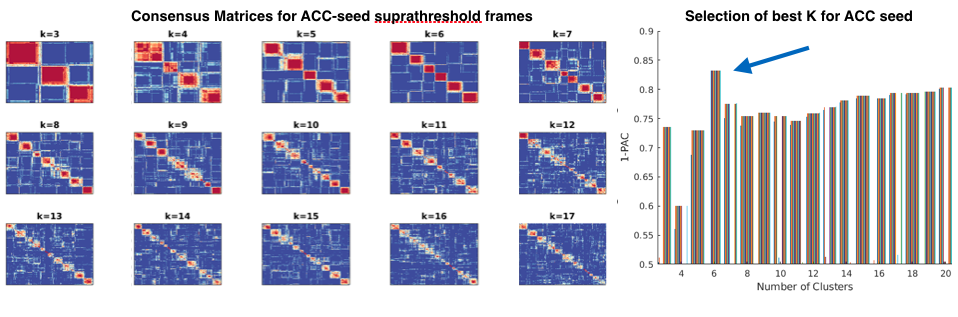 Consensus Matrices for ACC-seed suprathreshold frames
k=3 k=4 k=5 k=6 k=7
k=8 k=9 k=10 k=11 k=12
k=13 k=14 k=15 k=16 k=17
Selection of best K for ACC seed
0.9
0.85
0.8
0.75
0.7
0.65
0.6
0.55
0.5
1-PAC
4 6 8 10 12 14 16 18 20
Number of Clusters